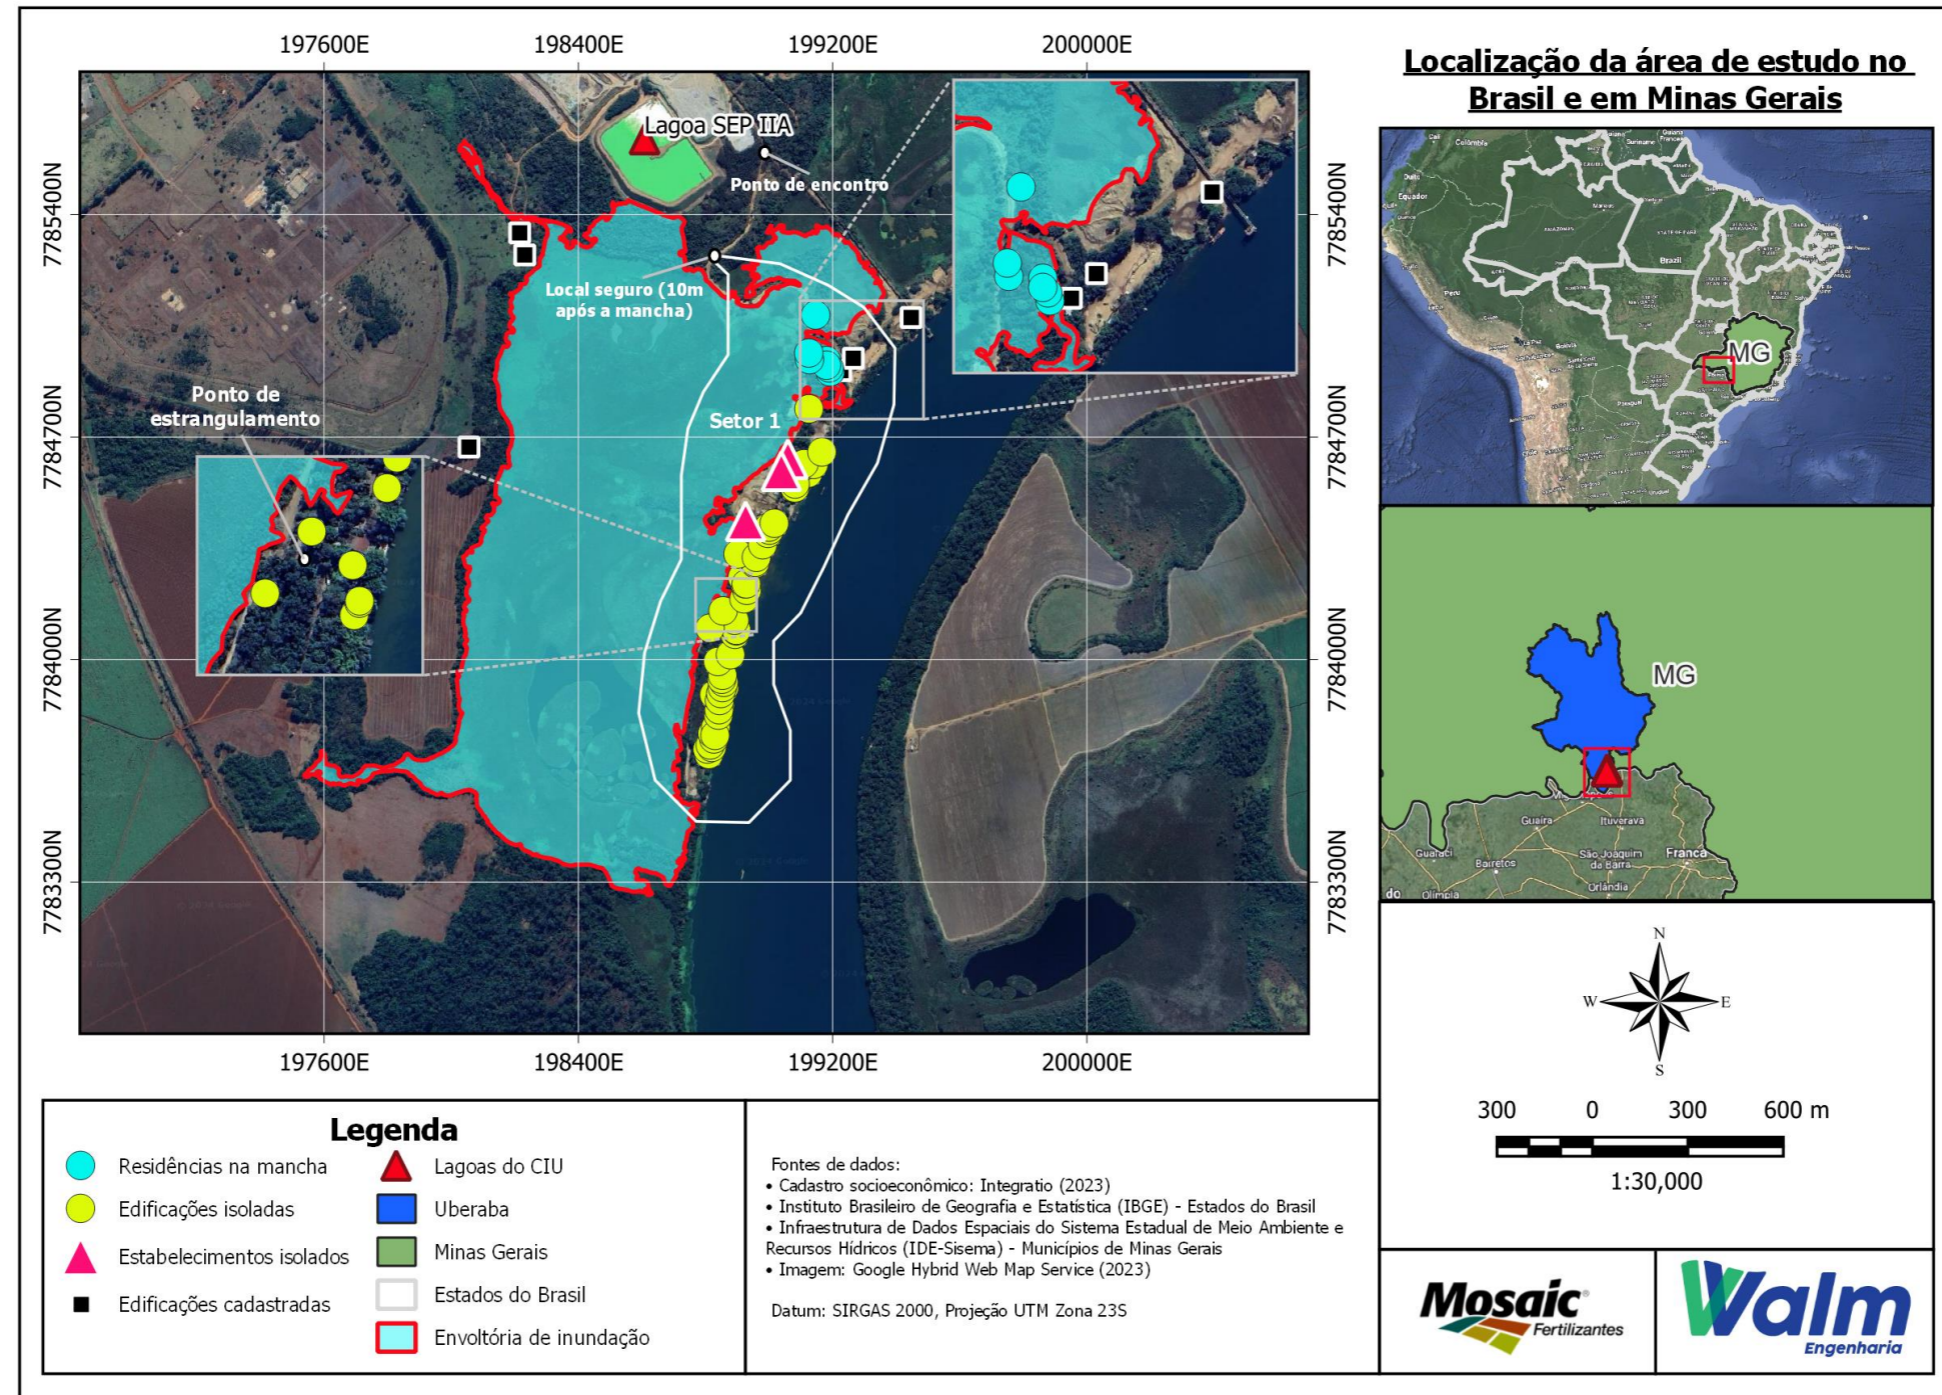 197600E 198400E 199200E 200000E
7785400N
7784700N
7784000N
7783300N
7785400N
7784700N
7784000N
7783300N
Lagoa SEP IIA
Ponto de encontro
Local seguro (10m
após a mancha)
Ponto de
estrangulamento
Setor 1
197600E 198400E 199200E 200000E
Localização da área de estudo no
Brasil e em Minas Gerais
Colômbia
Equador
Brazil
MG
MG
Guaíra
Ituverava
Guaraci
Barretos
São Joaquim
da Barra
Franca
Orlândia
Olímpia
do
N
W E
S
300 0 300 600 m
1:30,000
Legenda
Residências na mancha
Edificações isoladas
Estabelecimentos isolados
Edificações cadastradas
Lagoas do CIU
Uberaba
Minas Gerais
Estados do Brasil
Envoltória de inundação
Fontes de dados:
• Cadastro socioeconômico: Integratio (2023)
• Instituto Brasileiro de Geografia e Estatística (IBGE) - Estados do Brasil
• Infraestrutura de Dados Espaciais do Sistema Estadual de Meio Ambiente e
Recursos Hídricos (IDE-Sisema) - Municípios de Minas Gerais
• Imagem: Google Hybrid Web Map Service (2023)
Datum: SIRGAS 2000, Projeção UTM Zona 23S
Mosaic®
Fertilizantes
Walm
Engenharia